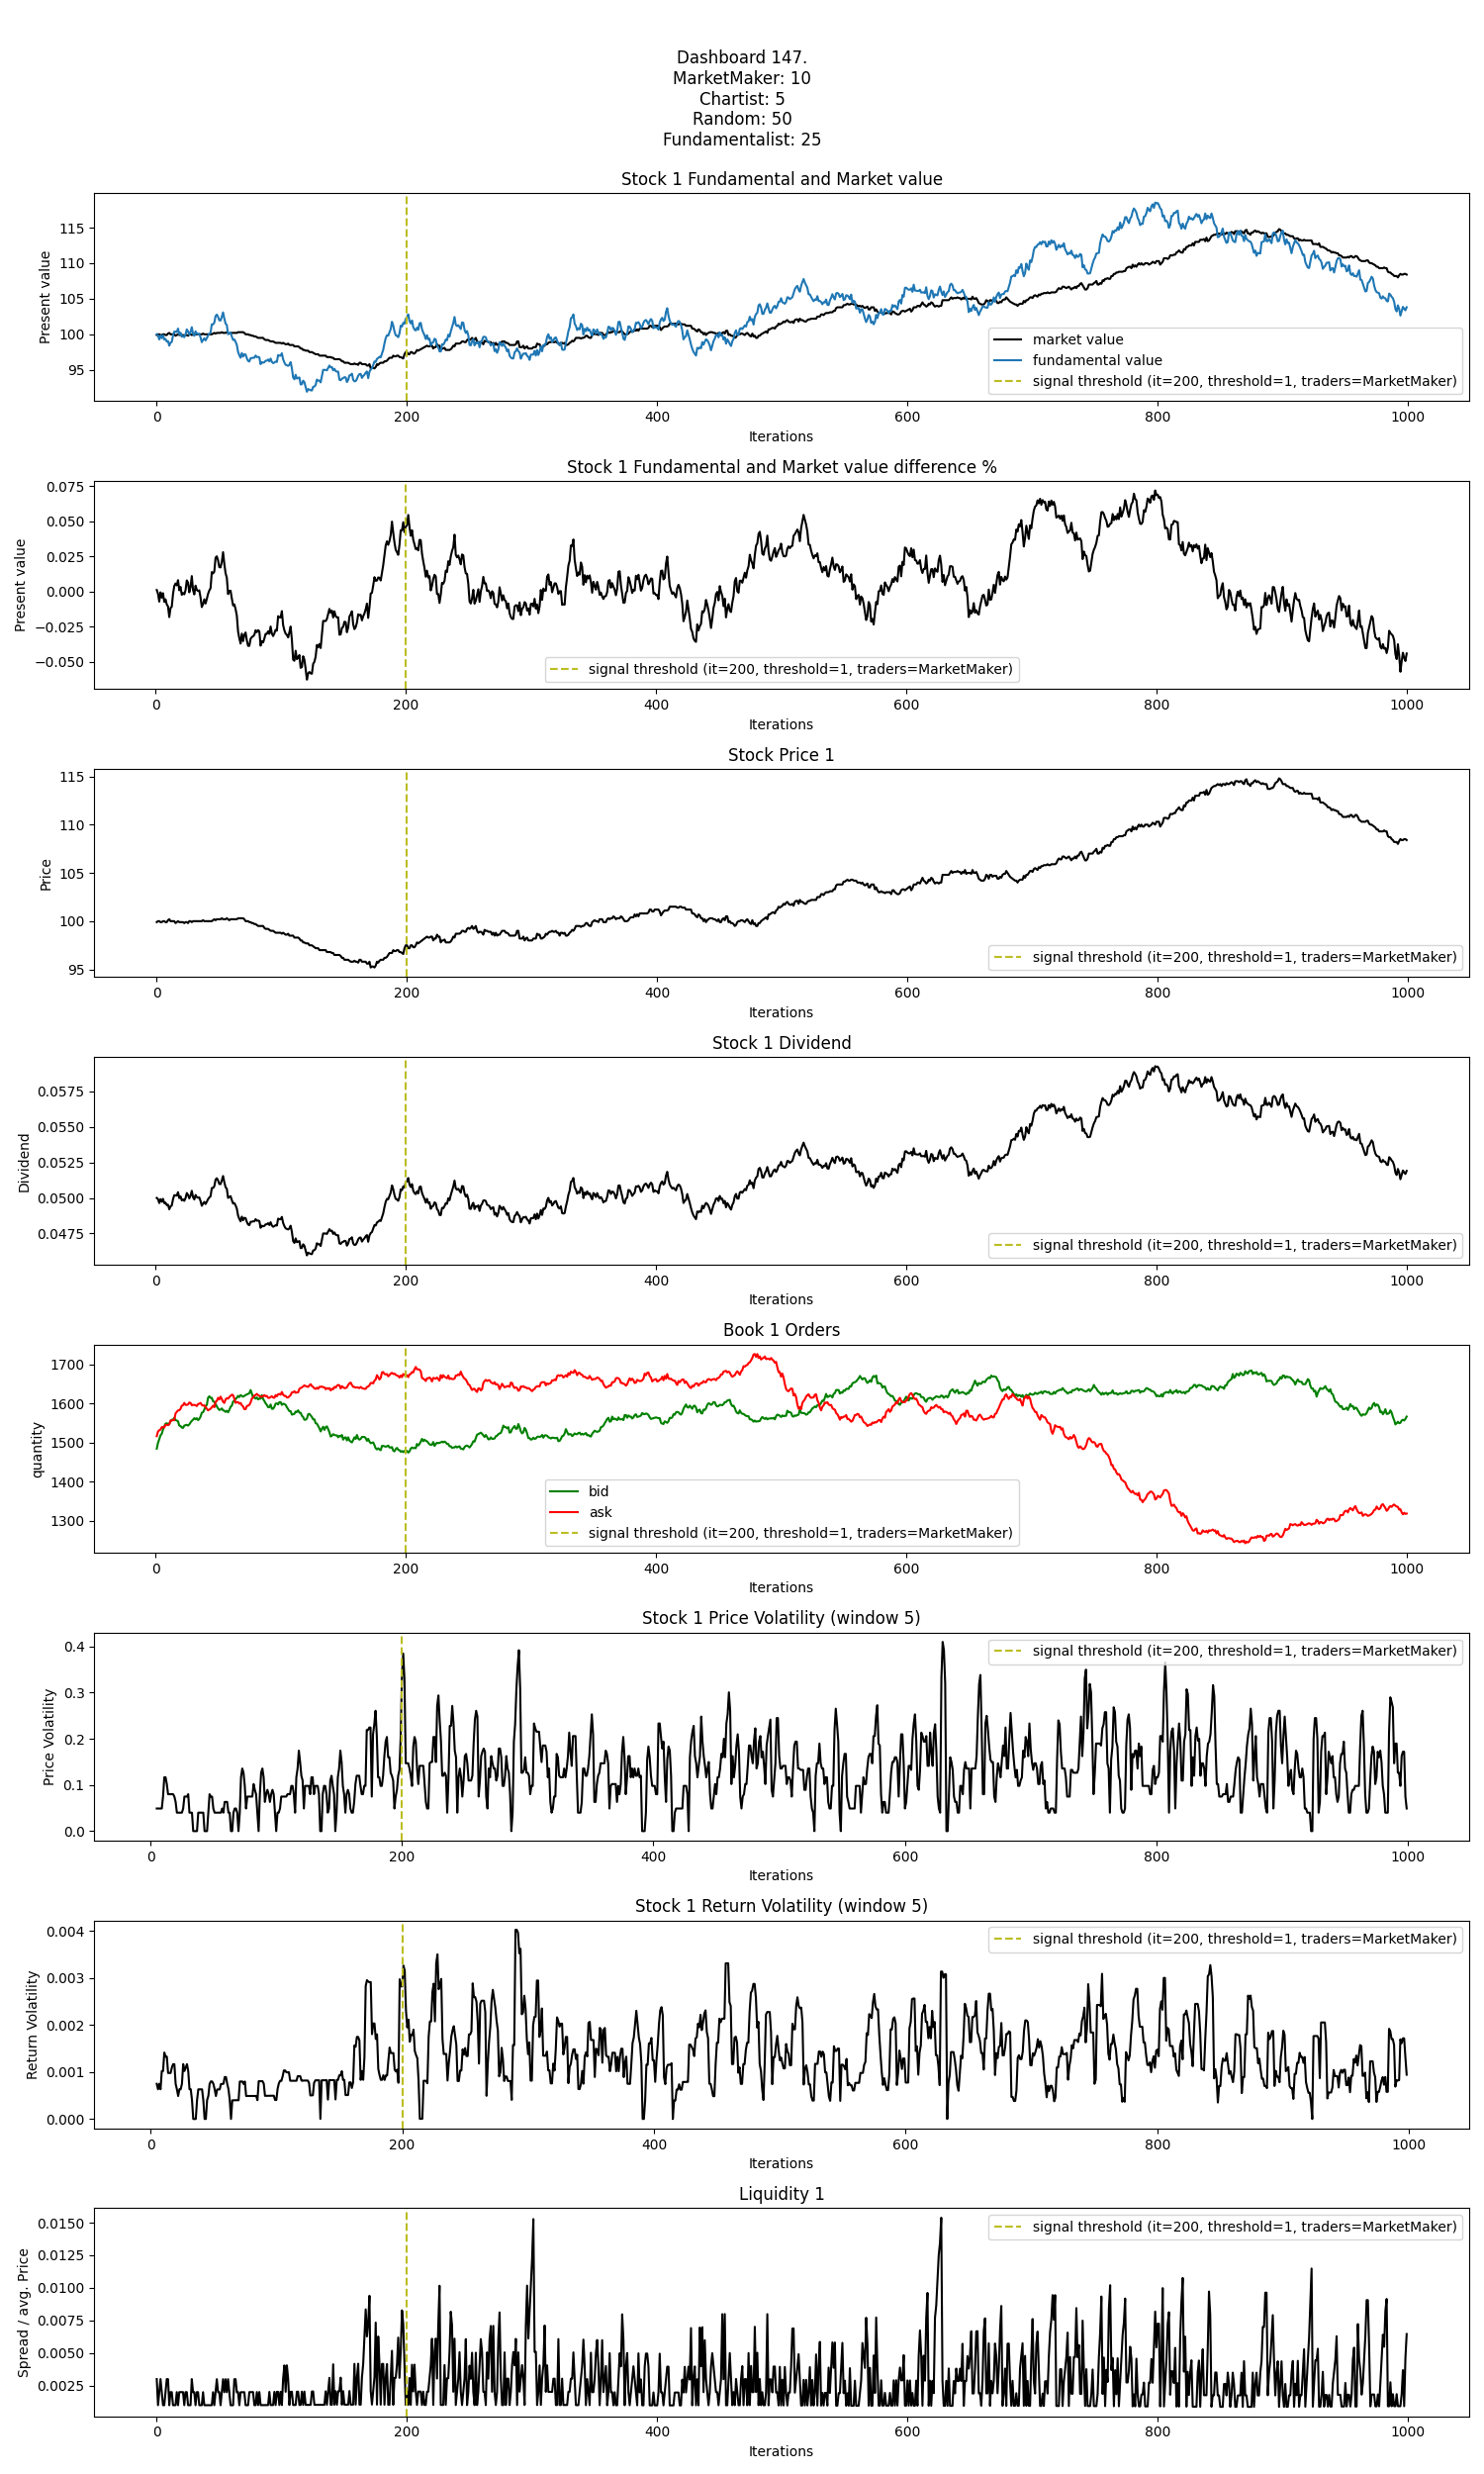 Dashboard 147.
MarketMaker: 10
Chartist: 5
Random: 50
Fundamentalist: 25
Stock 1 Fundamental and Market value
Present value
115
110
105
100
95
market value
fundamental value
signal threshold (it=200, threshold=1, traders=MarketMaker)
0 200 400 600 800 1000
Iterations
Stock 1 Fundamental and Market value difference %
Present value
0.075
0.050
0.025
0.000
−0.025
−0.050
signal threshold (it=200, threshold=1, traders=MarketMaker)
0 200 400 600 800 1000
Iterations
Stock Price 1
Price
115
110
105
100
95
signal threshold (it=200, threshold=1, traders=MarketMaker)
0 200 400 600 800 1000
Iterations
Stock 1 Dividend
Dividend
0.0575
0.0550
0.0525
0.0500
0.0475
signal threshold (it=200, threshold=1, traders=MarketMaker)
0 200 400 600 800 1000
Iterations
Book 1 Orders
quantity
1700
1600
1500
1400
1300
bid
ask
signal threshold (it=200, threshold=1, traders=MarketMaker)
0 200 400 600 800 1000
Iterations
Stock 1 Price Volatility (window 5)
Price Volatility
0.4
0.3
0.2
0.1
0.0
signal threshold (it=200, threshold=1, traders=MarketMaker)
0 200 400 600 800 1000
Iterations
Stock 1 Return Volatility (window 5)
Return Volatility
0.004
0.003
0.002
0.001
0.000
signal threshold (it=200, threshold=1, traders=MarketMaker)
0 200 400 600 800 1000
Iterations
Liquidity 1
Spread / avg. Price
0.0150
0.0125
0.0100
0.0075
0.0050
0.0025
signal threshold (it=200, threshold=1, traders=MarketMaker)
0 200 400 600 800 1000
Iterations